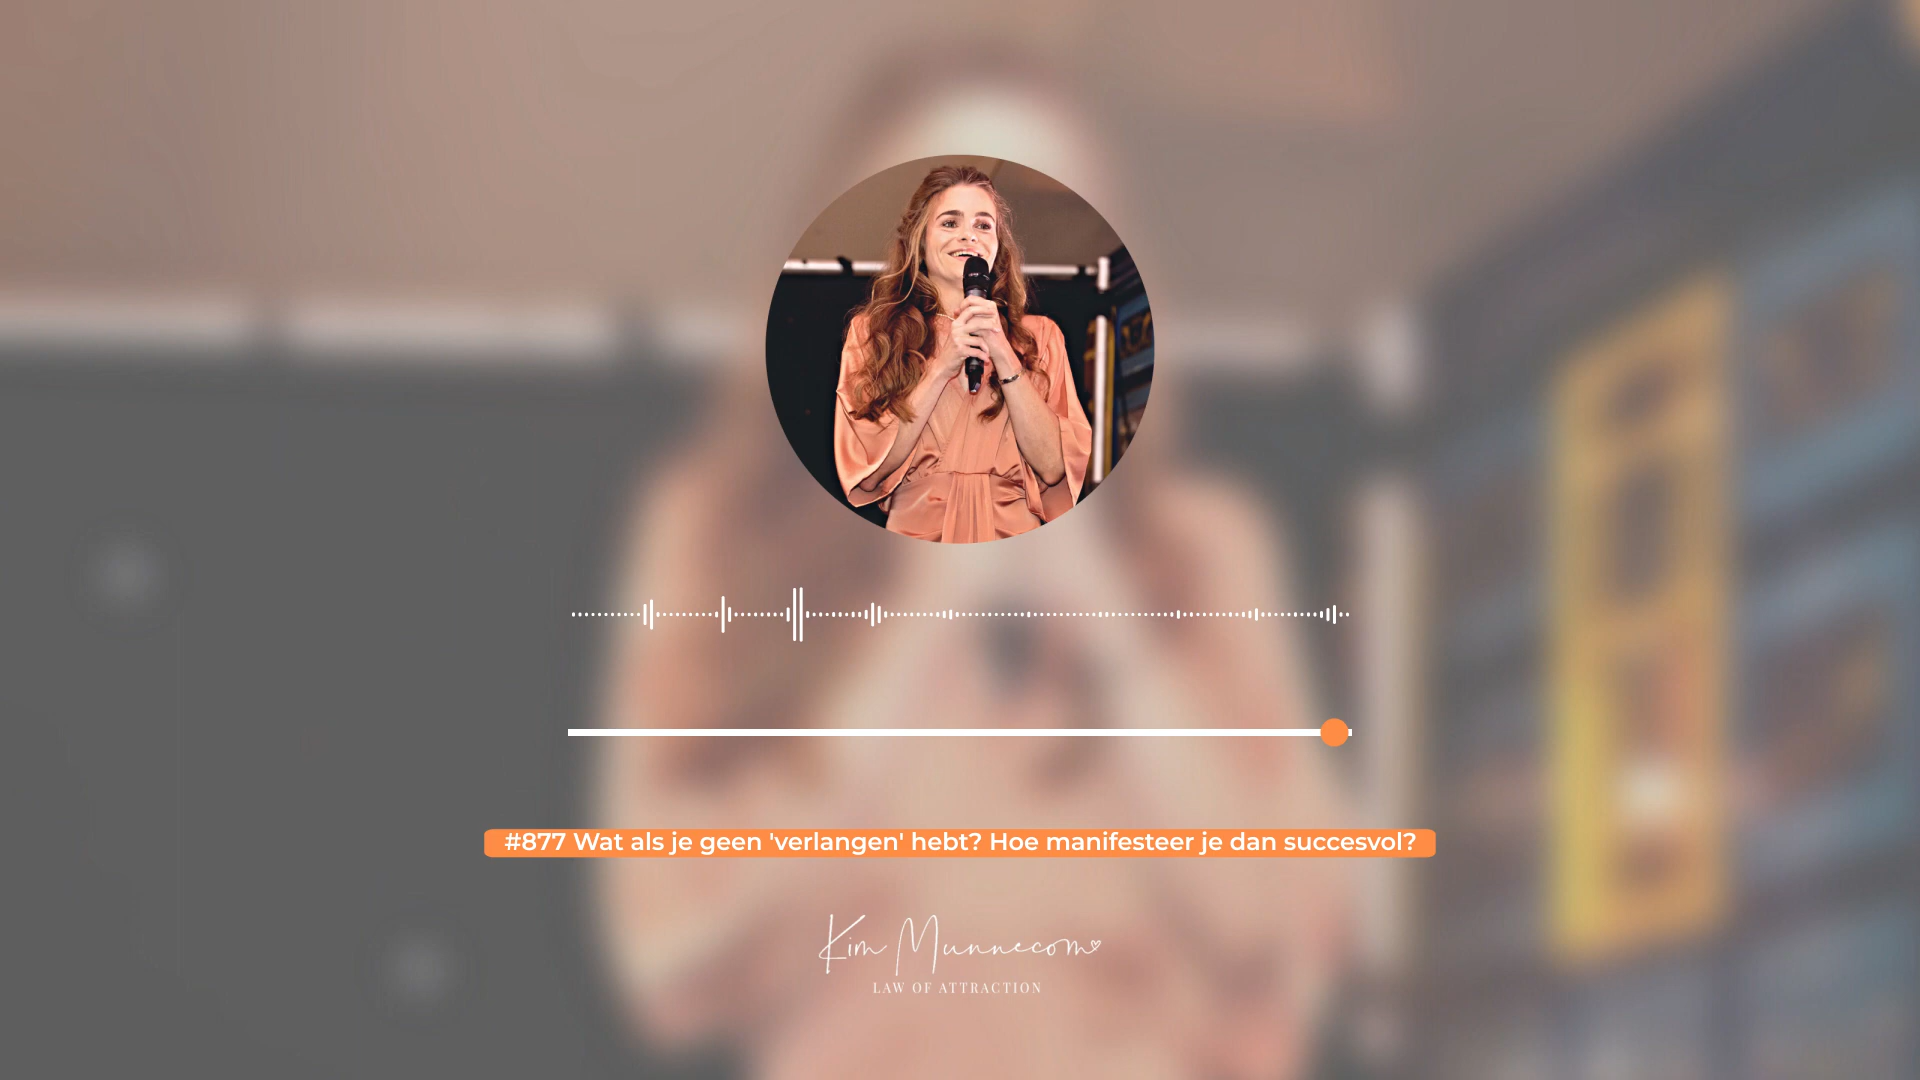 #877 Wat als je geen 'verlangen' hebt? Hoe manifesteer je dan succesvol?
Kim Munnecom
LAW OF ATTRACTION